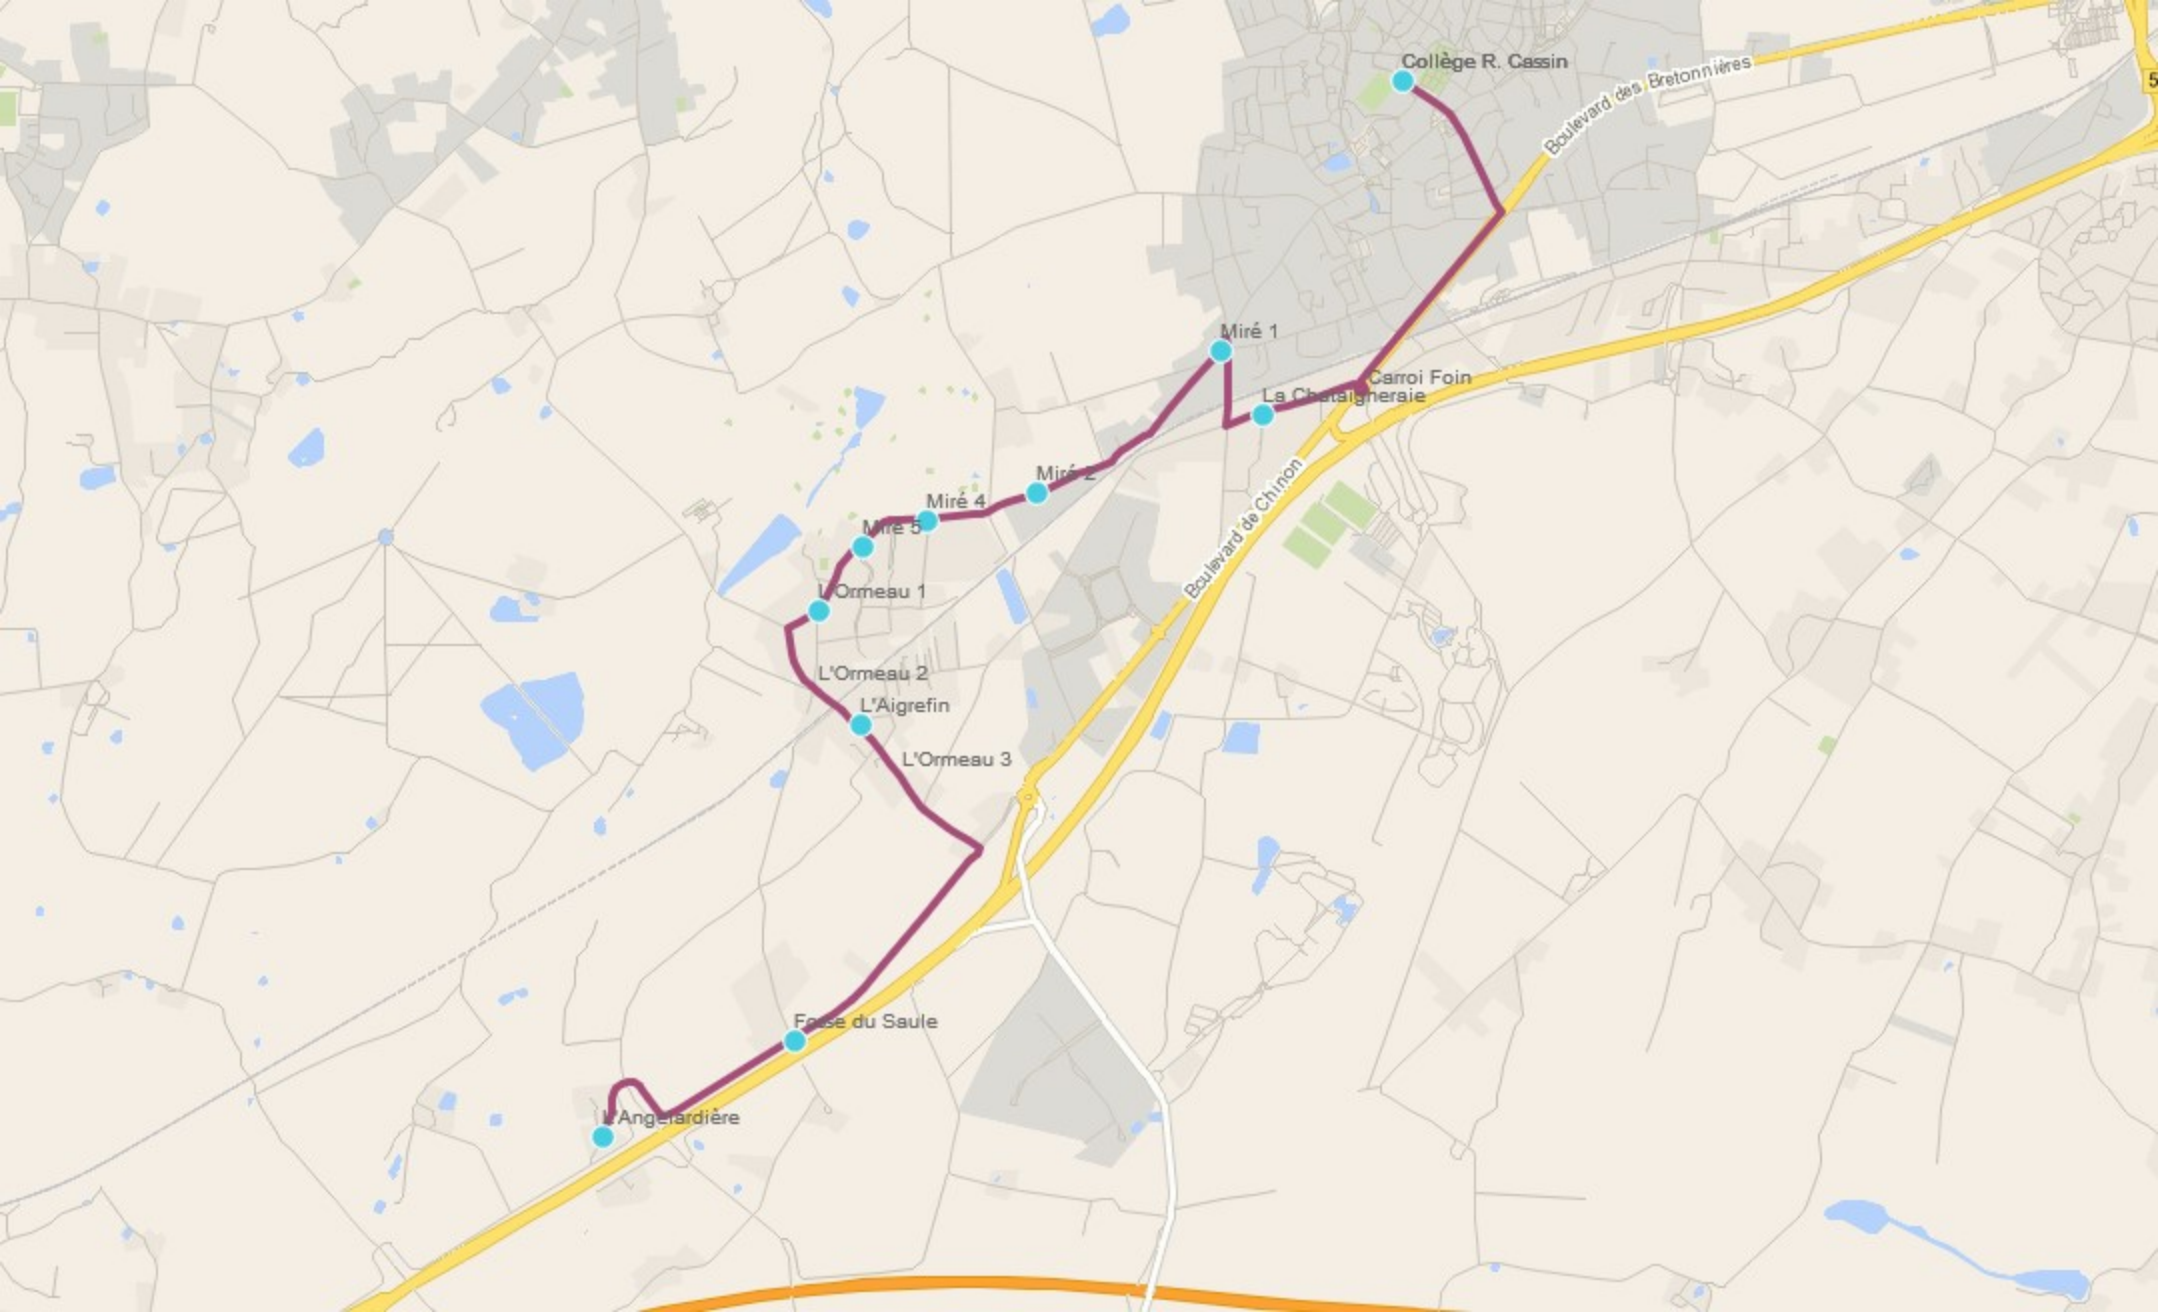 Collège R. Cassin
Boulevard des Bretonnières
5
Miré 1
Carroi Foin
La Chataigneraie
Miré 2
Boulevard de Chinon
Miré 4
Miré 5
L'Ormeau 1
L'Ormeau 2
L'Aigrefin
L'Ormeau 3
Fosse du Saule
L'Angelardière